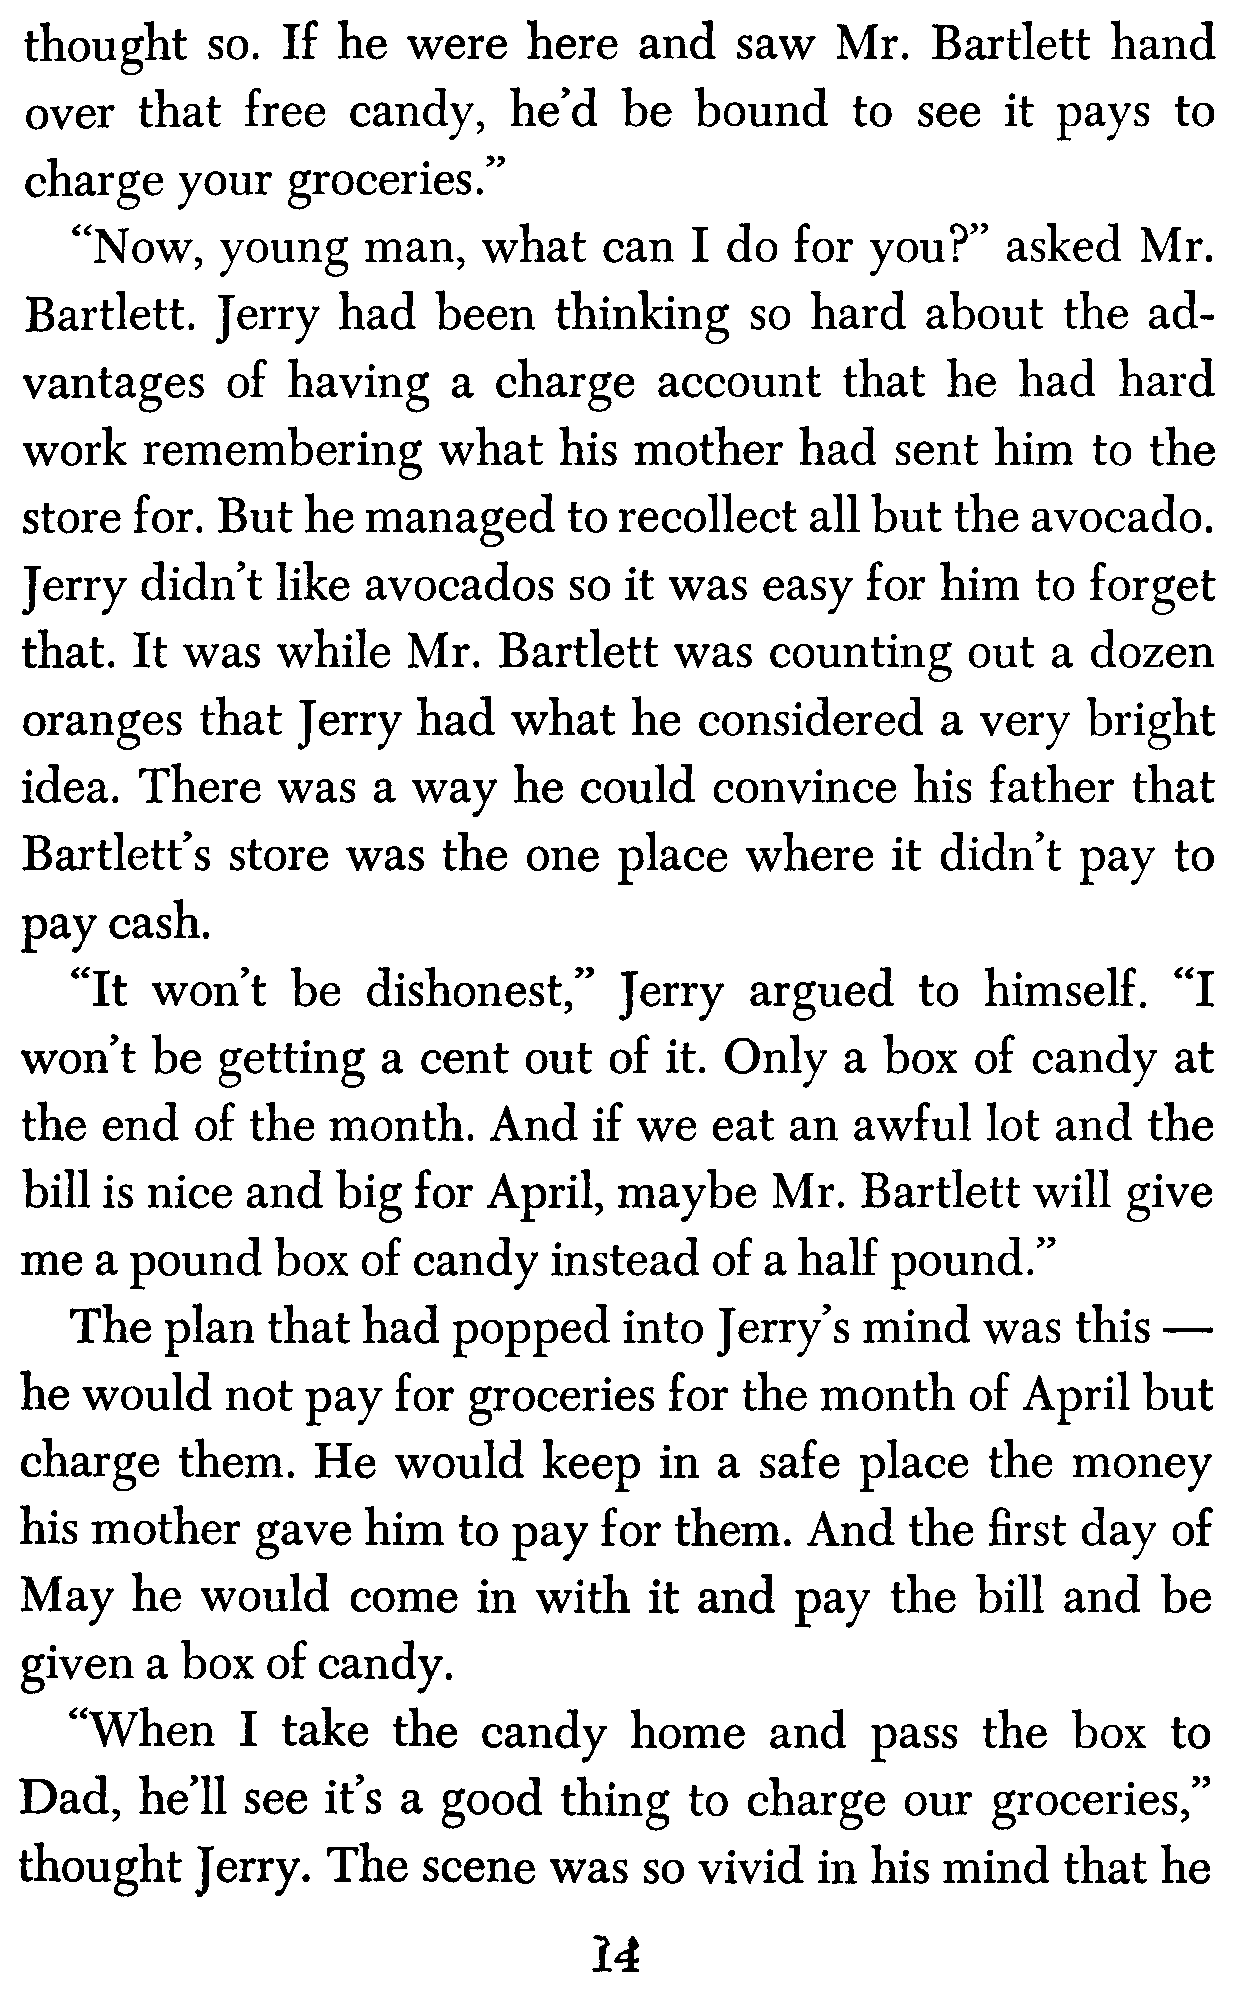 thought so. If he were here and saw Mr. Bartlett hand
over that free candy, he’d be bound to see it pays to
charge your groceries.”
“Now, young man, what can I do for you?” asked Mr.
Bartlett. Jerry had been thinking so hard about the ad-
vantages of having a charge account that he had hard
work remembering what his mother had sent him to the
store for. But he managed to recollect all but the avocado.
Jerry didn’t like avocados so it was easy for him to forget
that. It was while Mr. Bartlett was counting out a dozen
oranges that Jerry had what he considered a very bright
idea. There was a way he could convince his father that
Bartlett’s store was the one place where it didn’t pay to
pay cash.
“It won’t be dishonest,” Jerry argued to himself. “I
won’t be getting a cent out of it. Only a box of candy at
the end of the month. And if we eat an awful lot and the
bill is nice and big for April, maybe Mr. Bartlett will give
me a pound box of candy instead of a half pound.”
The plan that had popped into Jerry’s mind was this —
he would not pay for groceries for the month of April but
charge them. He would keep in a safe place the money
his mother gave him to pay for them. And the first day of
May he would come in with it and pay the bill and be
given a box of candy.
“When I take the candy home and pass the box to
Dad, he’ll see it’s a good thing to charge our groceries,”
thought Jerry. The scene was so vivid in his mind that he
14